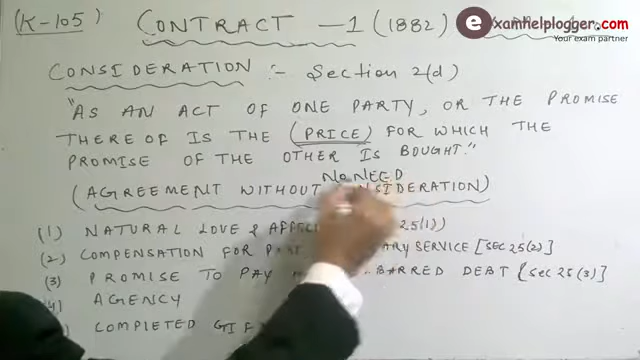 (K-105) CONTRACT -1 (1882)
examhelplogger.com
Your exam partner
CONSIDERATION :- Section 2(d)
"AS AN ACT OF ONE PARTY, OR THE PROMISE
THERE OF IS THE (PRICE) FOR WHICH THE
PROMISE OF THE OTHER IS BOUGHT."
NO NEED
(AGREEMENT WITHOUT NSIDERATION)
(1) NATURAL LOVE & AFFEC 25(1))
(2) COMPENSATION FOR ARY SERVICE [SEC 25(2)]
(3) PROMISE TO PAY BARRED DEBT [SEC 25(3)]
AGENCY
COMPLETED GIF